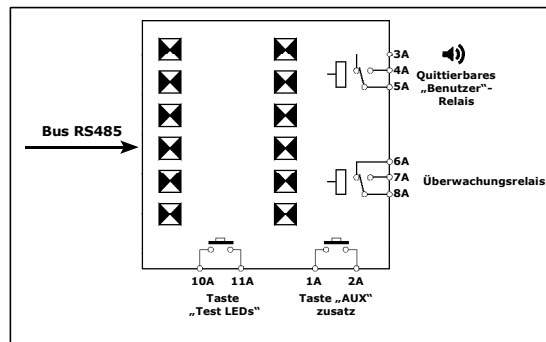 3A
4A
5A
Quittierbares
„Benutzer“-
Relais
Bus RS485
6A
7A
8A
Überwachungsrelais
10A 11A
1A 2A
Taste
„Test LEDs“
Taste „AUX“
zusatz